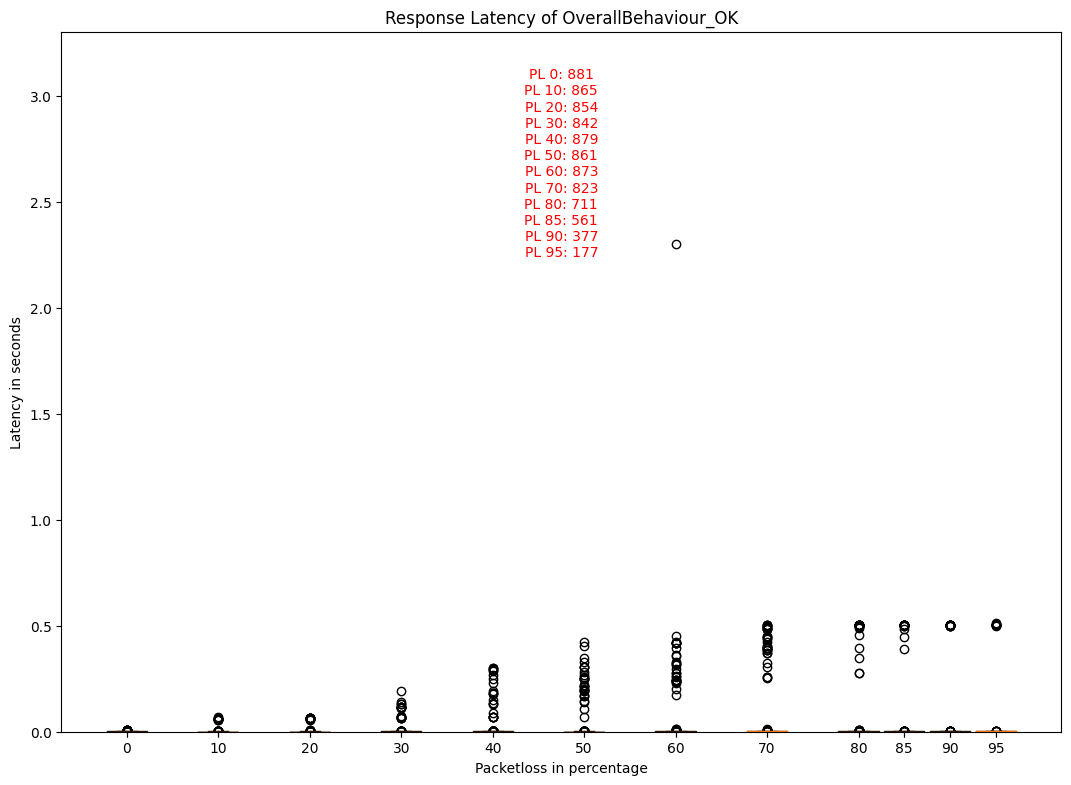 Response Latency of OverallBehaviour_OK
PL 0: 881
PL 10: 865
PL 20: 854
PL 30: 842
PL 40: 879
PL 50: 861
PL 60: 873
PL 70: 823
PL 80: 711
PL 85: 561
PL 90: 377
PL 95: 177
Latency in seconds
3.0
2.5
2.0
1.5
1.0
0.5
0.0
0 10 20 30 40 50 60 70 80 85 90 95
Packetloss in percentage